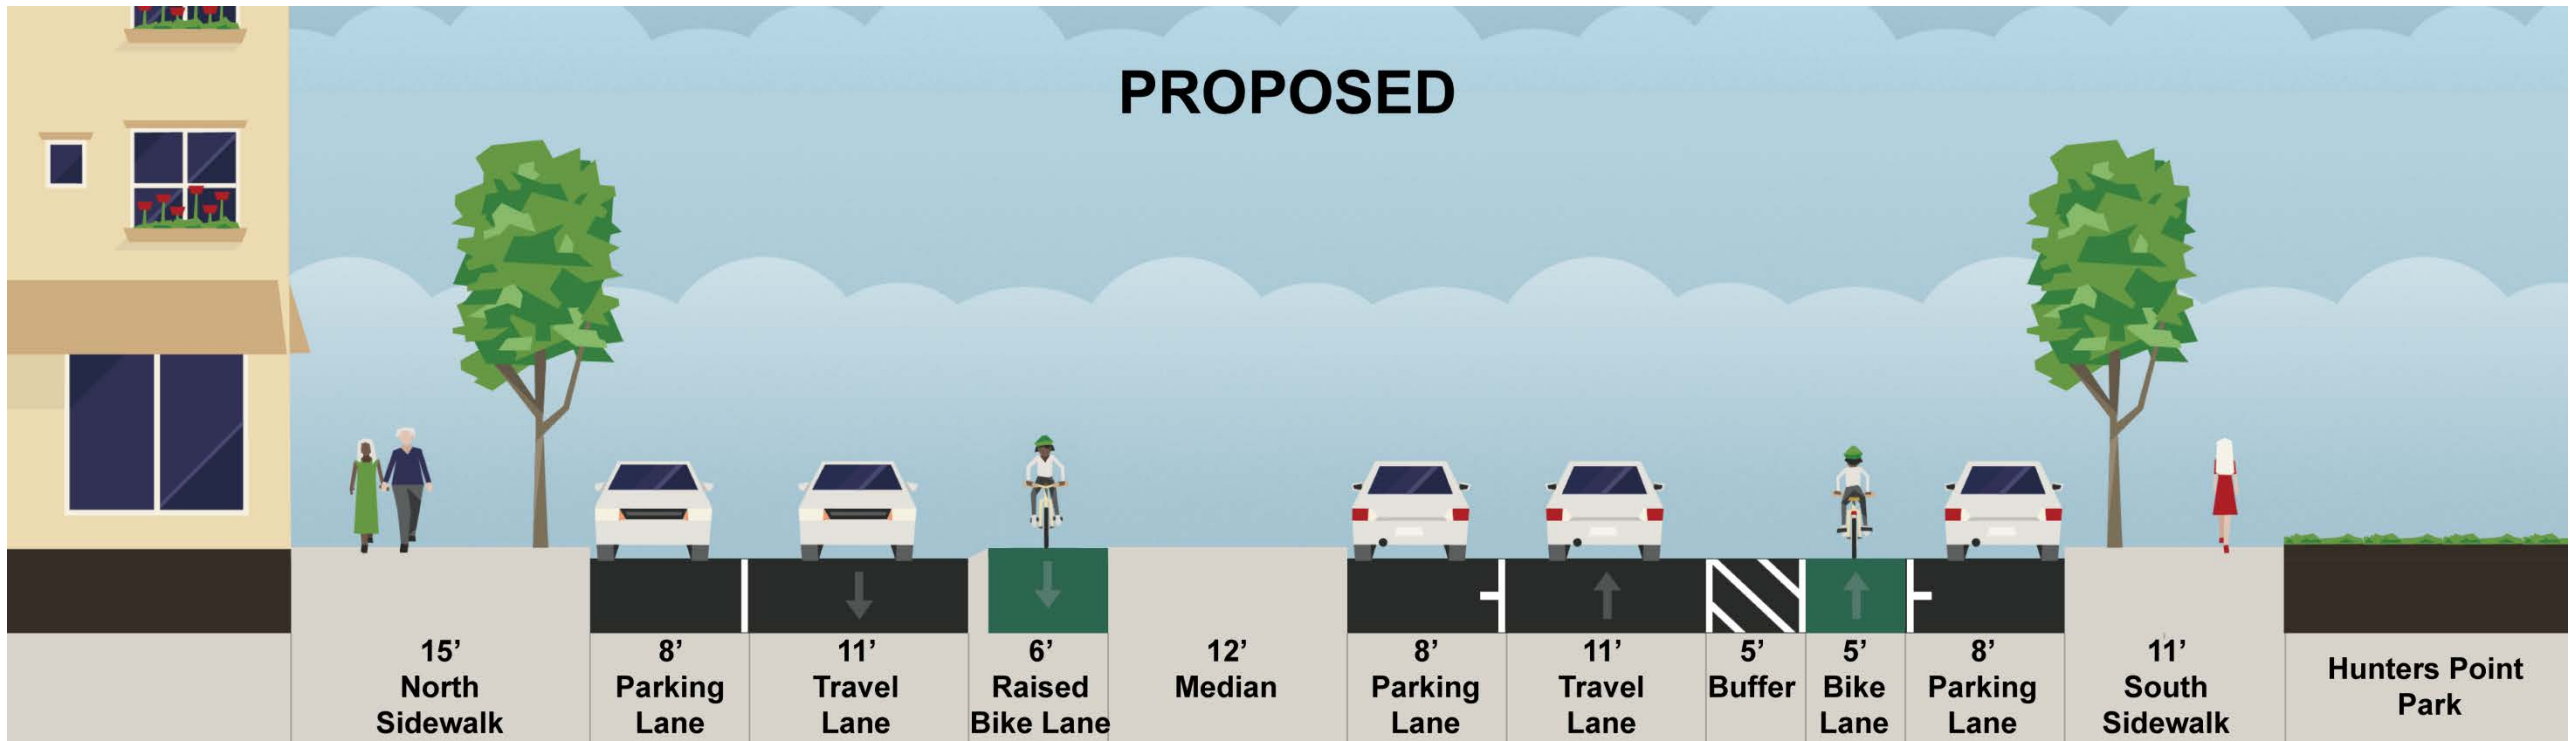 PROPOSED
15’
North
Sidewalk
8’
Parking
Lane
11’
Travel
Lane
6’
Raised
Bike Lane
12’
Median
8’
Parking
Lane
11’
Travel
Lane
5’
Buffer
5’
Bike
Lane
8’
Parking
Lane
11’
South
Sidewalk
Hunters Point
Park